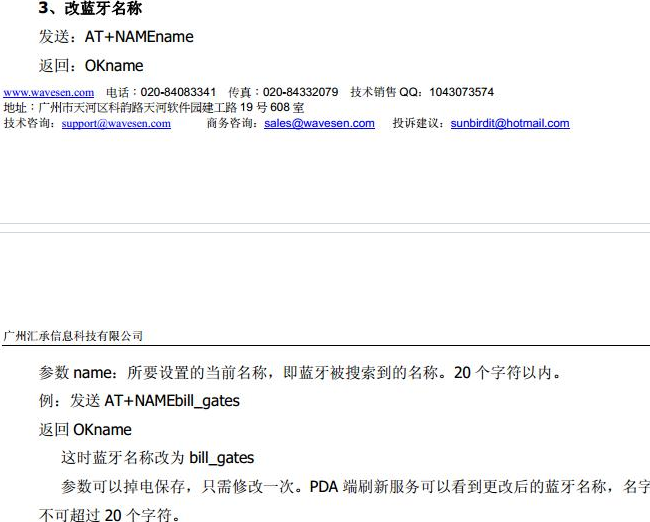 3、改蓝牙名称
发送：AT+NAMEname
返回：OKname
www.wavesen.com 电话：020-84083341 传真：020-84332079 技术销售 QQ：1043073574
地址：广州市天河区科韵路天河软件园建工路 19 号 608 室
技术咨询：support@wavesen.com 商务咨询：sales@wavesen.com 投诉建议：sunbirdit@hotmail.com
广州汇承信息科技有限公司
参数 name：所要设置的当前名称，即蓝牙被搜索到的名称。20 个字符以内。
例：发送 AT+NAMEbill_gates
返回 OKname
这时蓝牙名称改为 bill_gates
参数可以掉电保存，只需修改一次。PDA 端刷新服务可以看到更改后的蓝牙名称，名字
不可超过 20 个字符。